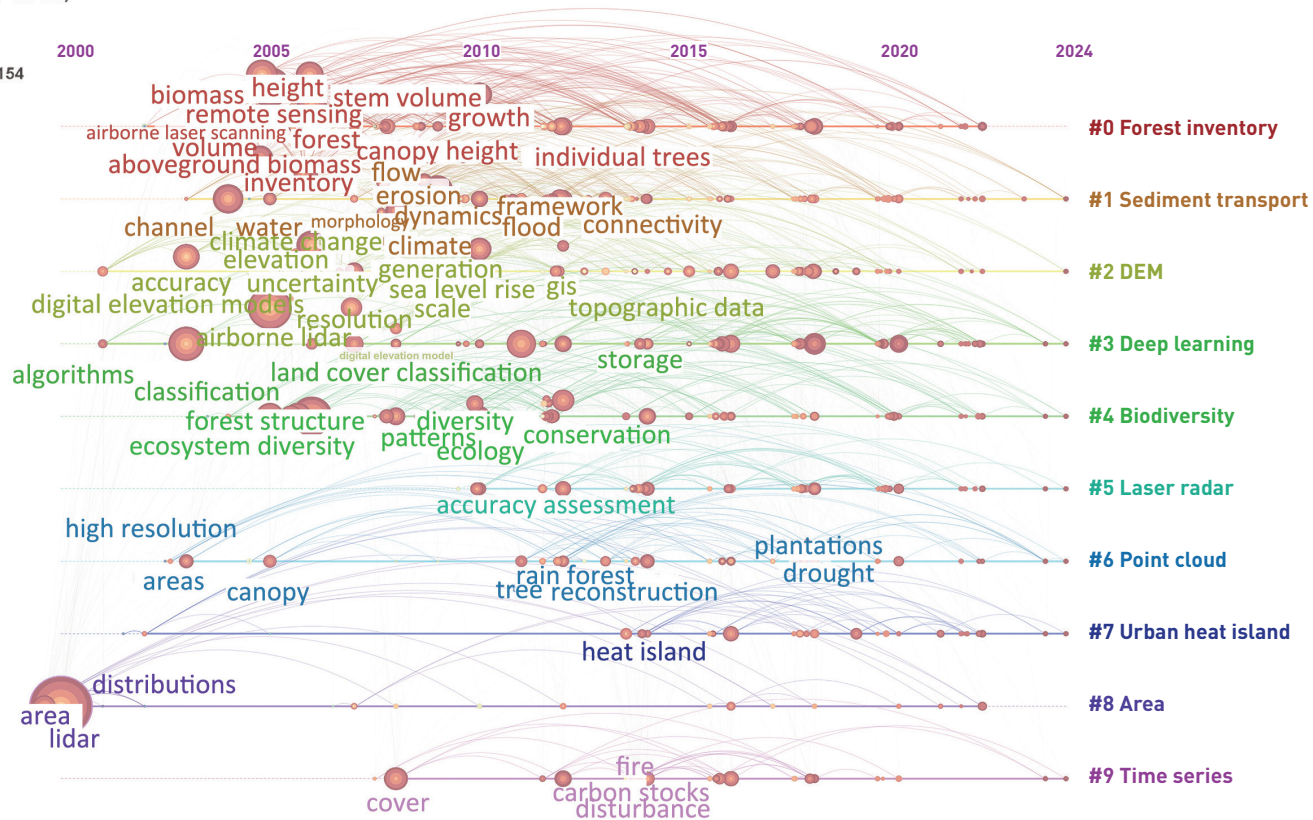 154
2000 2005 2010 2015 2020 2024
height
biomass
stem volume
remote sensing
growth
#0 Forest inventory
airborne laser scanning
forest
volume
canopy height
individual trees
aboveground biomass
flow
inventory
erosion
#1 Sediment transport
framework
morphology
dynamics
channel
water
flood
connectivity
climate change
climate
elevation
generation
#2 DEM
accuracy
uncertainty
sea level rise
gis
digital elevation models
scale
topographic data
resolution
airborne lidar
#3 Deep learning
digital elevation model
storage
algorithms
land cover classification
classification
forest structure
diversity
#4 Biodiversity
patterns
conservation
ecosystem diversity
ecology
#5 Laser radar
accuracy assessment
high resolution
plantations
#6 Point cloud
areas
rain forest
drought
canopy
tree reconstruction
#7 Urban heat island
heat island
distributions
#8 Area
area
lidar
fire
#9 Time series
cover
carbon stocks
disturbance